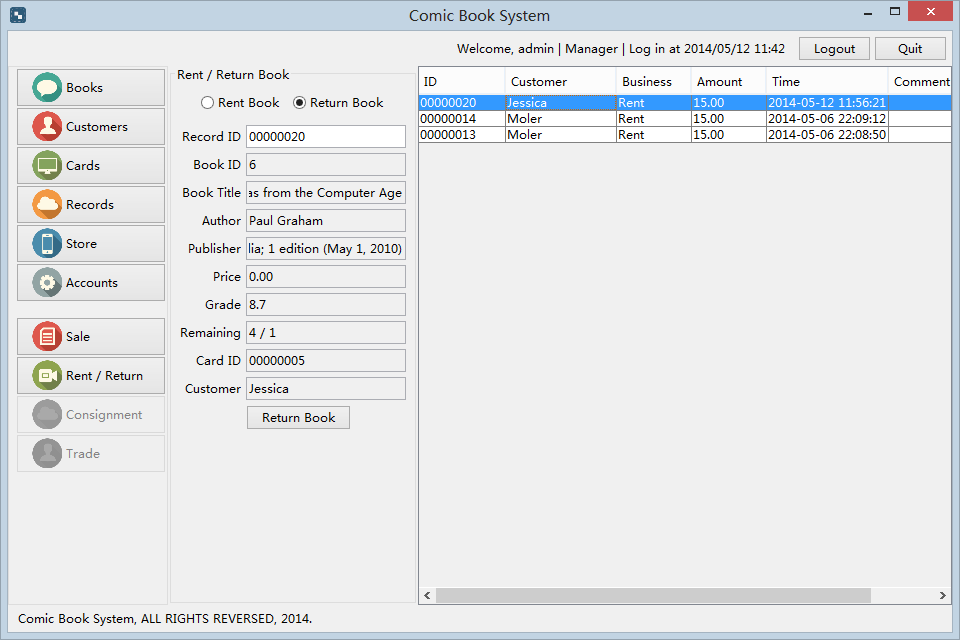 Comic Book System
Welcome, admin | Manager | Log in at 2014/05/12 11:42
Logout
Quit
Books
Customers
Cards
Records
Store
Accounts
Sale
Rent / Return
Consignment
Trade
Rent / Return Book
Rent Book
Return Book
Record ID 00000020
Book ID 6
Book Title as from the Computer Age
Author Paul Graham
Publisher lia; 1 edition (May 1, 2010)
Price 0.00
Grade 8.7
Remaining 4 / 1
Card ID 00000005
Customer Jessica
Return Book
ID Customer Business Amount Time Comment
00000020 Jessica Rent 15.00 2014-05-12 11:56:21
00000014 Moler Rent 15.00 2014-05-06 22:09:12
00000013 Moler Rent 15.00 2014-05-06 22:08:50
Comic Book System, ALL RIGHTS REVERSED, 2014.